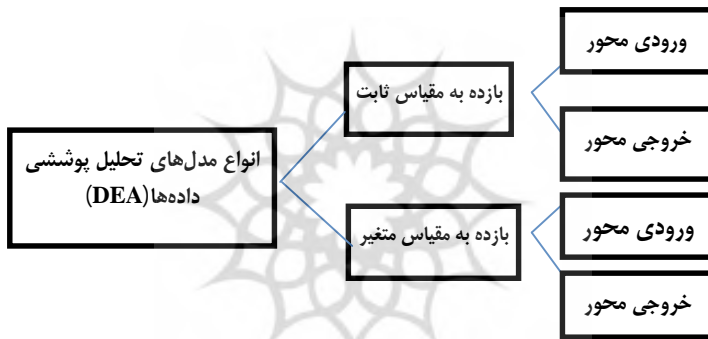 انواع مدل‌های تحلیل پوششی
داده‌ها(DEA)
بازده به مقیاس ثابت
ورودی محور
خروجی محور
بازده به مقیاس متغیر
ورودی محور
خروجی محور